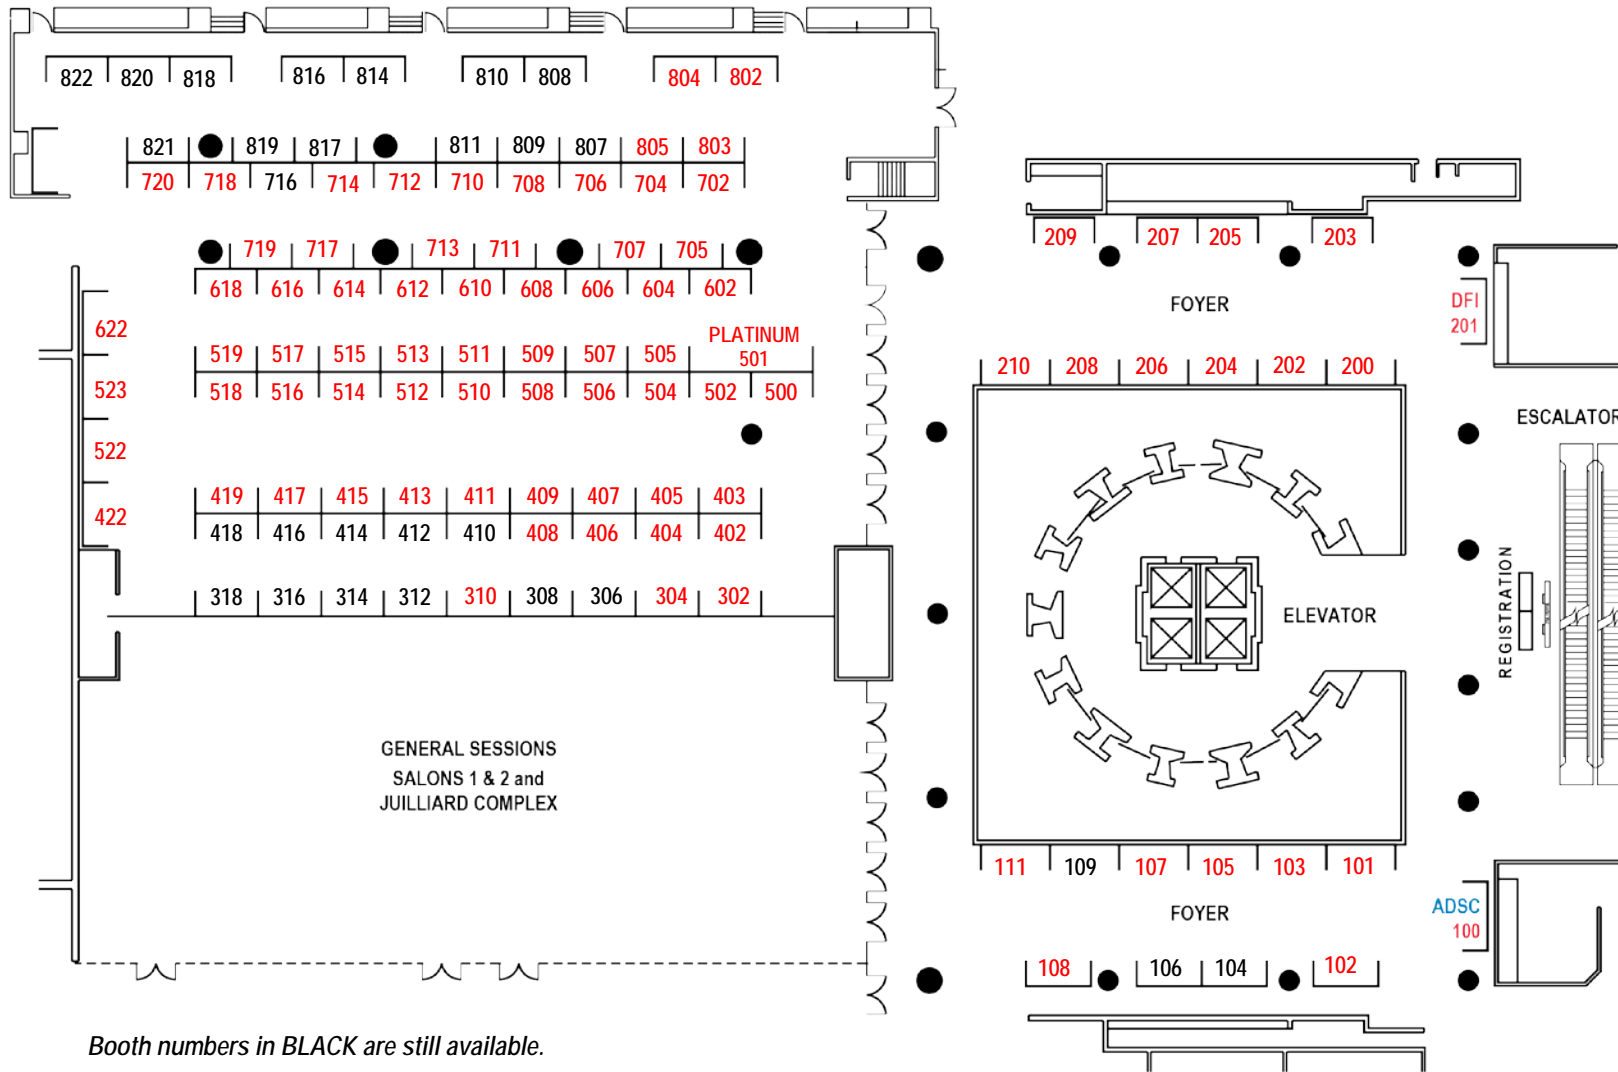 822 820 818 816 814 810 808 804 802
821 819 817 811 809 807 805 803
720 718 716 714 712 710 708 706 704 702
209 207 205 203
719 717 713 711 707 705
618 616 614 612 610 608 606 604 602
FOYER
DFI
201
622
PLATINUM
501
519 517 515 513 511 509 507 505
523
518 516 514 512 510 508 506 504 502 500
210 208 206 204 202 200
ESCALATOR
522
419 417 415 413 411 409 407 405 403
422
418 416 414 412 410 408 406 404 402
318 316 314 312 310 308 306 304 302
ELEVATOR
REGISTRATION
GENERAL SESSIONS
SALONS 1 & 2 and
JUILLIARD COMPLEX
111 109 107 105 103 101
FOYER
ADSC
100
108 106 104 102
Booth numbers in BLACK are still available.